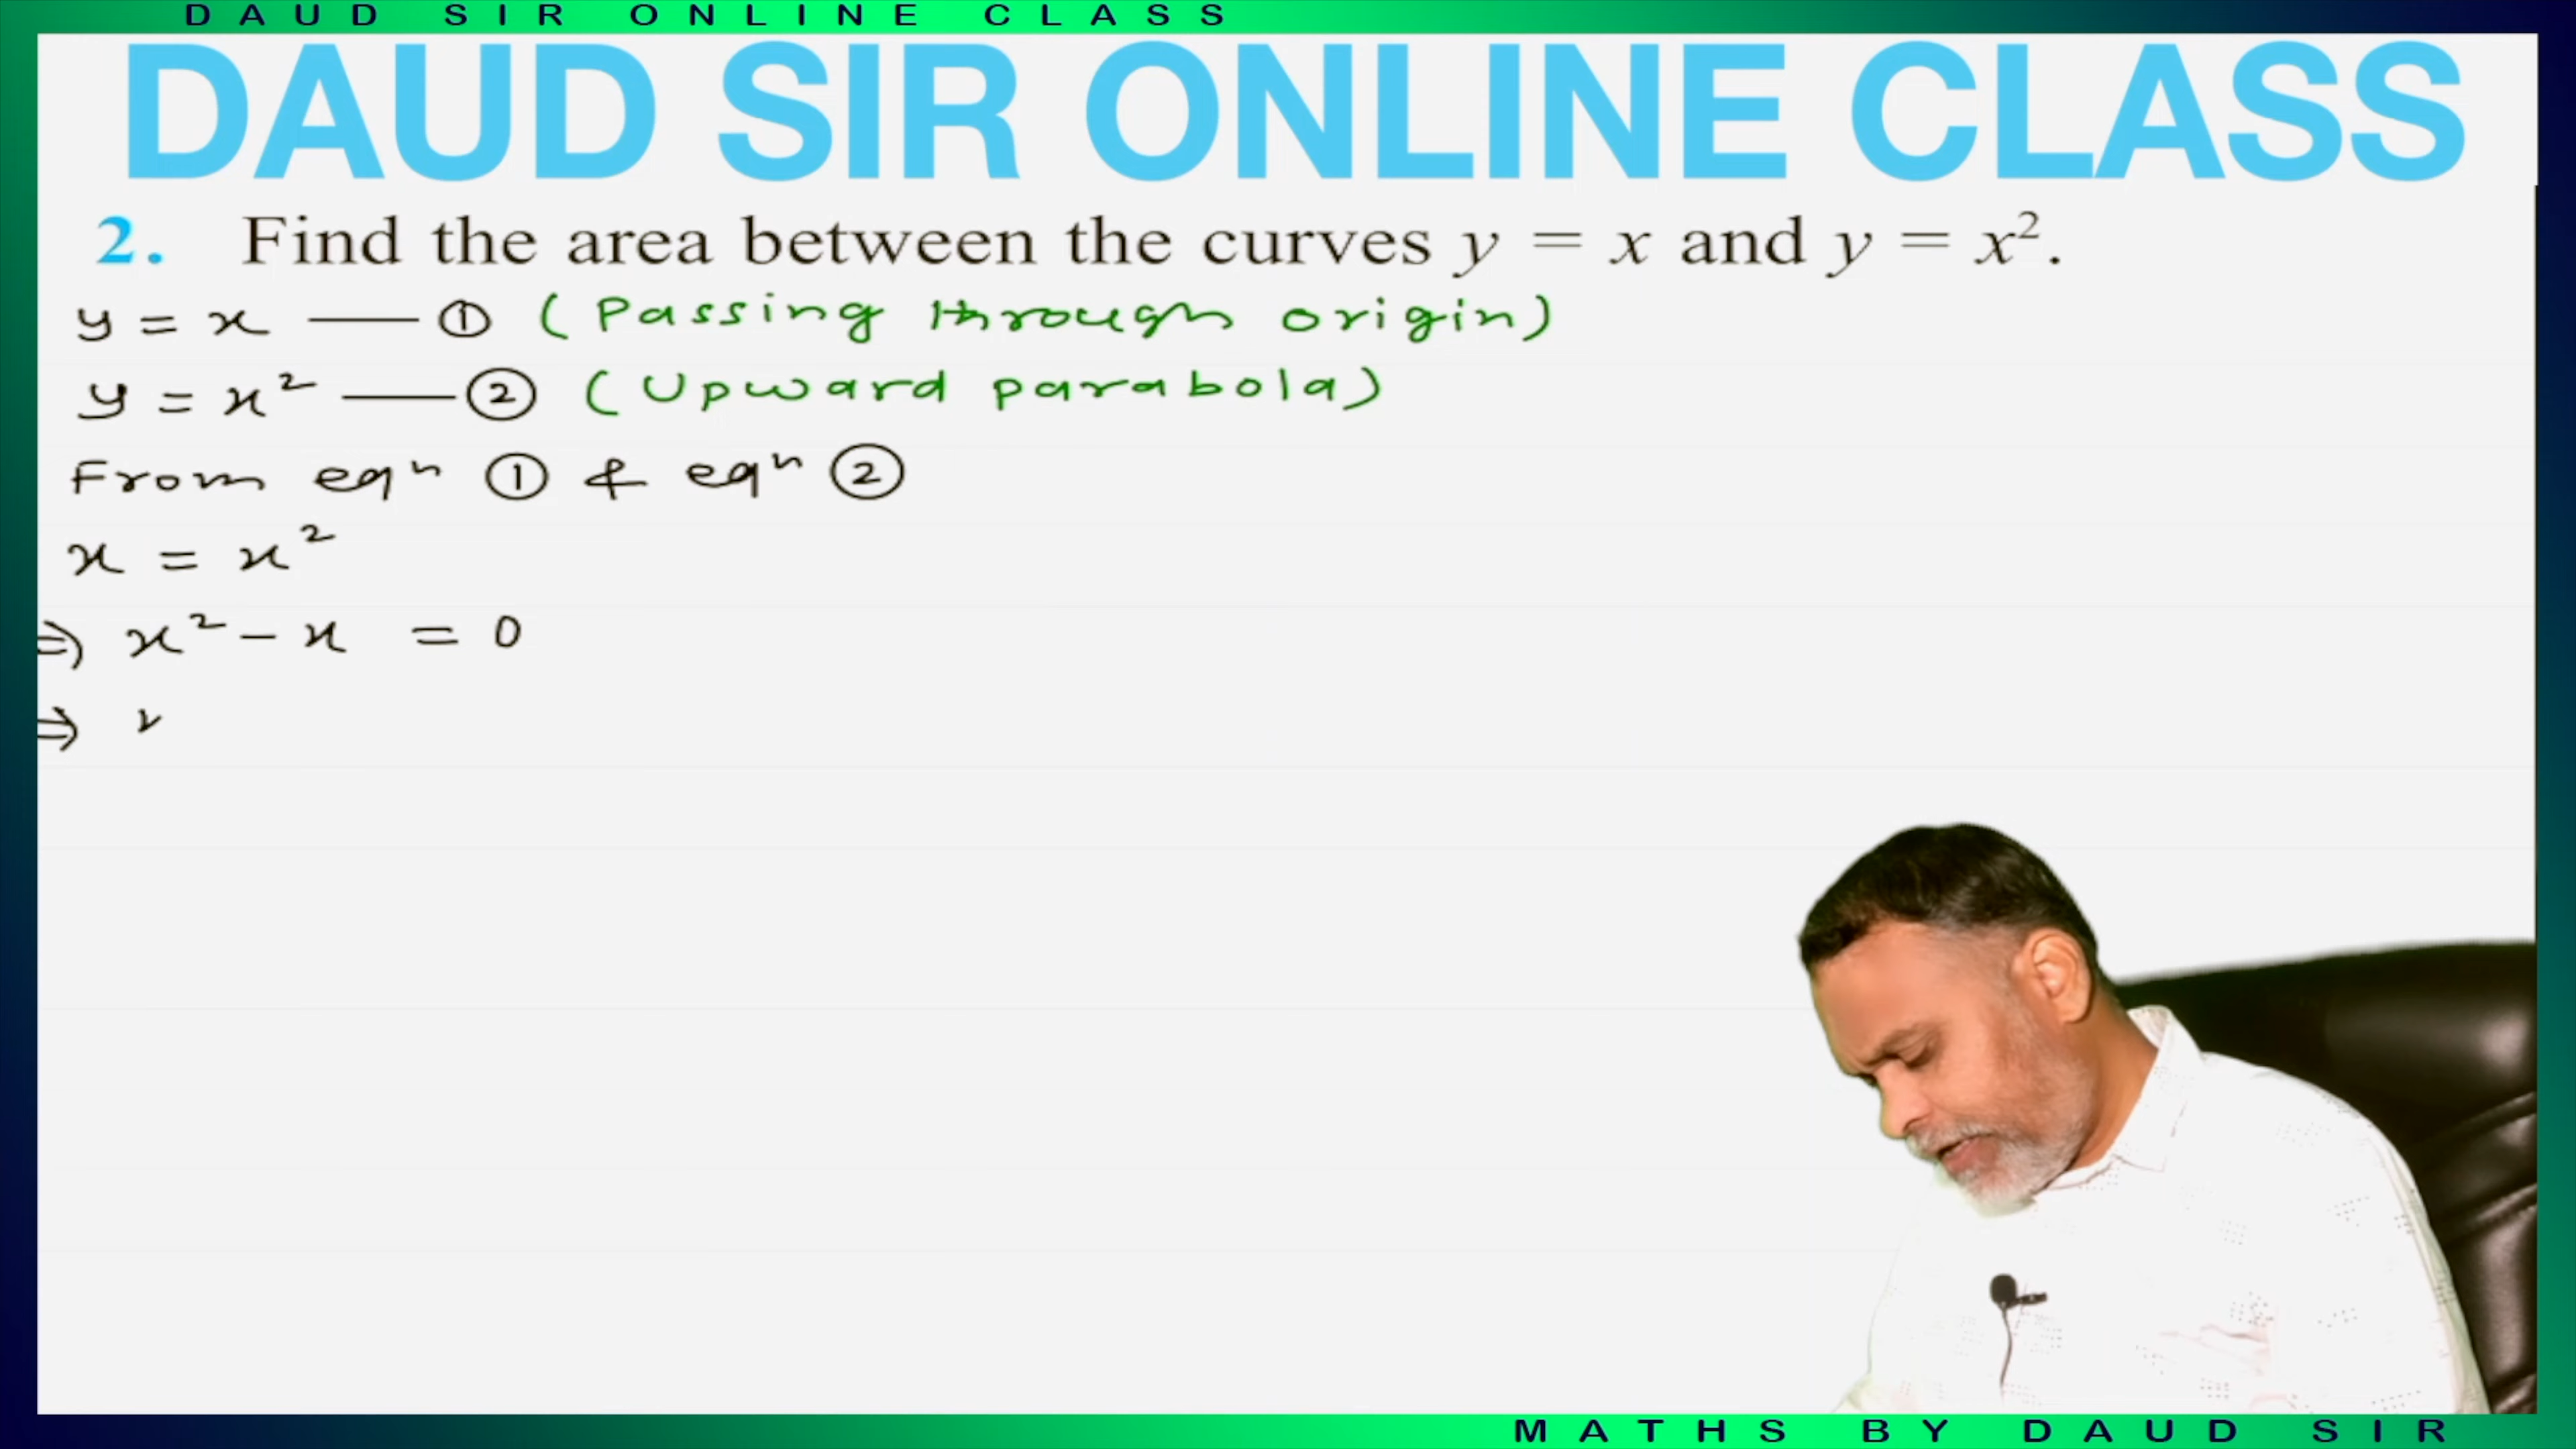 DAUD SIR ONLINE CLASS
DAUD SIR ONLINE CLASS
2. Find the area between the curves y = x and y = x².
y = x —— ① (Passing through origin)
y = x² —— ② (Upward parabola)
From eqⁿ ① & eqⁿ ②
x = x²
⇒ x² - x = 0
⇒
MATHS BY DAUD SIR